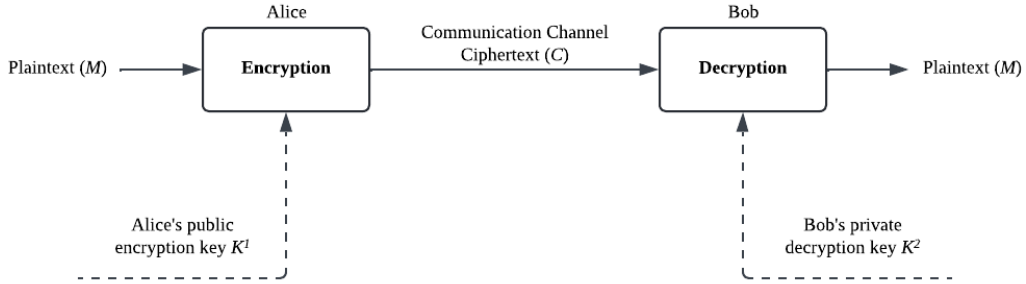 Alice
Bob
Communication Channel
Ciphertext (C)
Plaintext (M)
Encryption
Decryption
Plaintext (M)
Alice's public
encryption key K¹
Bob's private
decryption key K²